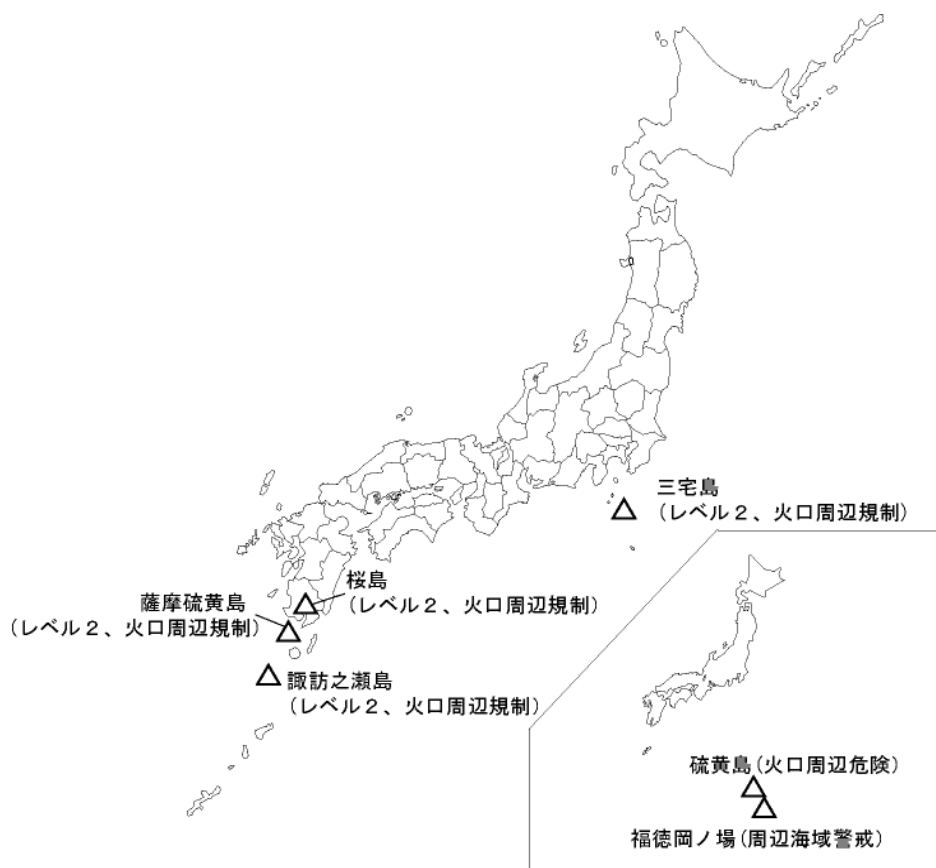 三宅島
(レベル２、火口周辺規制)
桜島
(レベル２、火口周辺規制)
薩摩硫黄島
(レベル２、火口周辺規制)
諏訪之瀬島
(レベル２、火口周辺規制)
硫黄島(火口周辺危険)
福徳岡ノ場(周辺海域警戒)